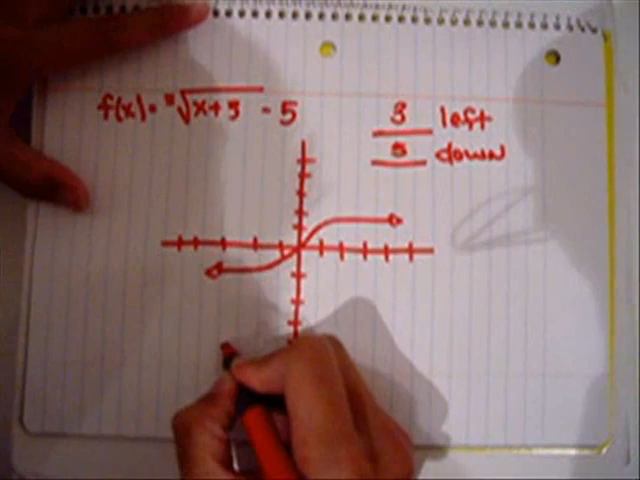 f(x) = ³√x+3 - 5
3 left
5 down